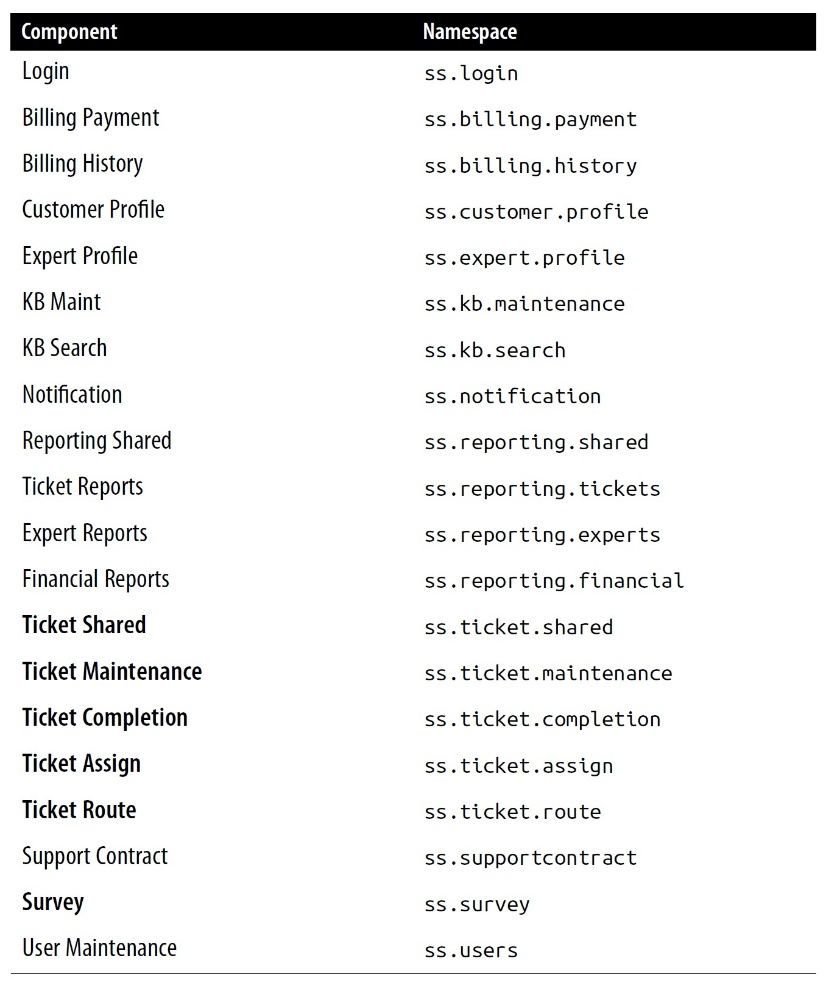 Component Namespace
Login ss.login
Billing Payment ss.billing.payment
Billing History ss.billing.history
Customer Profile ss.customer.profile
Expert Profile ss.expert.profile
KB Maint ss.kb.maintenance
KB Search ss.kb.search
Notification ss.notification
Reporting Shared ss.reporting.shared
Ticket Reports ss.reporting.tickets
Expert Reports ss.reporting.experts
Financial Reports ss.reporting.financial
Ticket Shared ss.ticket.shared
Ticket Maintenance ss.ticket.maintenance
Ticket Completion ss.ticket.completion
Ticket Assign ss.ticket.assign
Ticket Route ss.ticket.route
Support Contract ss.supportcontract
Survey ss.survey
User Maintenance ss.users